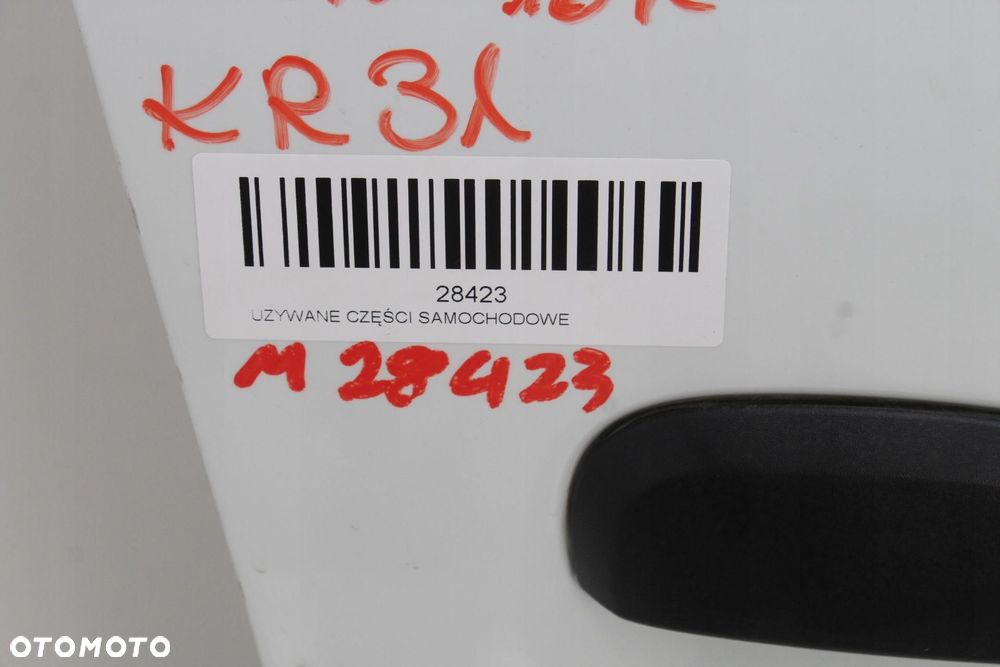 KR31
28423
UZYWANE CZĘŚCI SAMOCHODOWE
M 28423
OTOMOTO